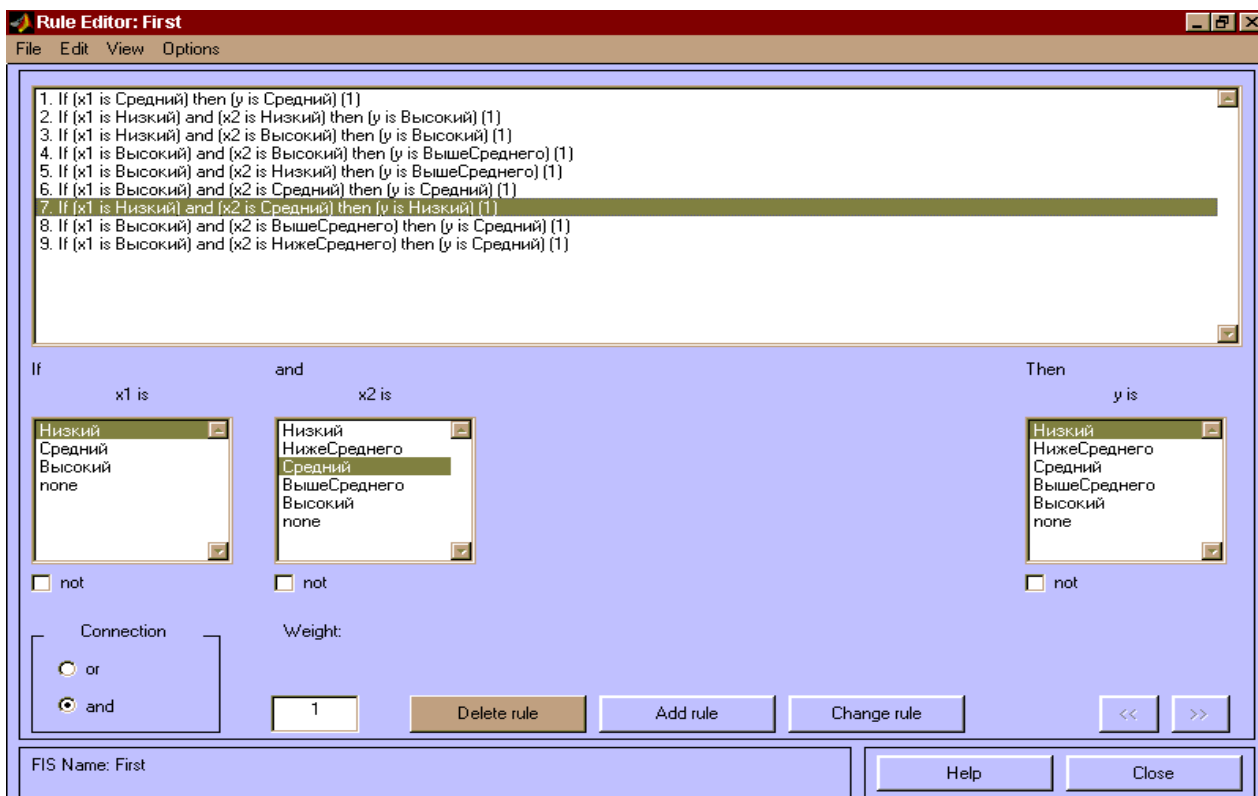 Rule Editor: First
File Edit View Options
1. If (x1 is Средний) then (y is Средний) (1)
2. If (x1 is Низкий) and (x2 is Низкий) then (y is Высокий) (1)
3. If (x1 is Низкий) and (x2 is Высокий) then (y is Высокий) (1)
4. If (x1 is Высокий) and (x2 is Высокий) then (y is ВышеСреднего) (1)
5. If (x1 is Высокий) and (x2 is Низкий) then (y is ВышеСреднего) (1)
6. If (x1 is Высокий) and (x2 is Средний) then (y is Средний) (1)
7. If (x1 is Низкий) and (x2 is Средний) then (y is Низкий) (1)
8. If (x1 is Высокий) and (x2 is ВышеСреднего) then (y is Средний) (1)
9. If (x1 is Высокий) and (x2 is НижеСреднего) then (y is Средний) (1)
If and Then
x1 is x2 is y is
Низкий Низкий Низкий
Средний НижеСреднего НижеСреднего
Высокий Средний Средний
none ВышеСреднего ВышеСреднего
Высокий Высокий
none none
not not not
Connection Weight:
or
and 1 Delete rule Add rule Change rule << >>
FIS Name: First Help Close